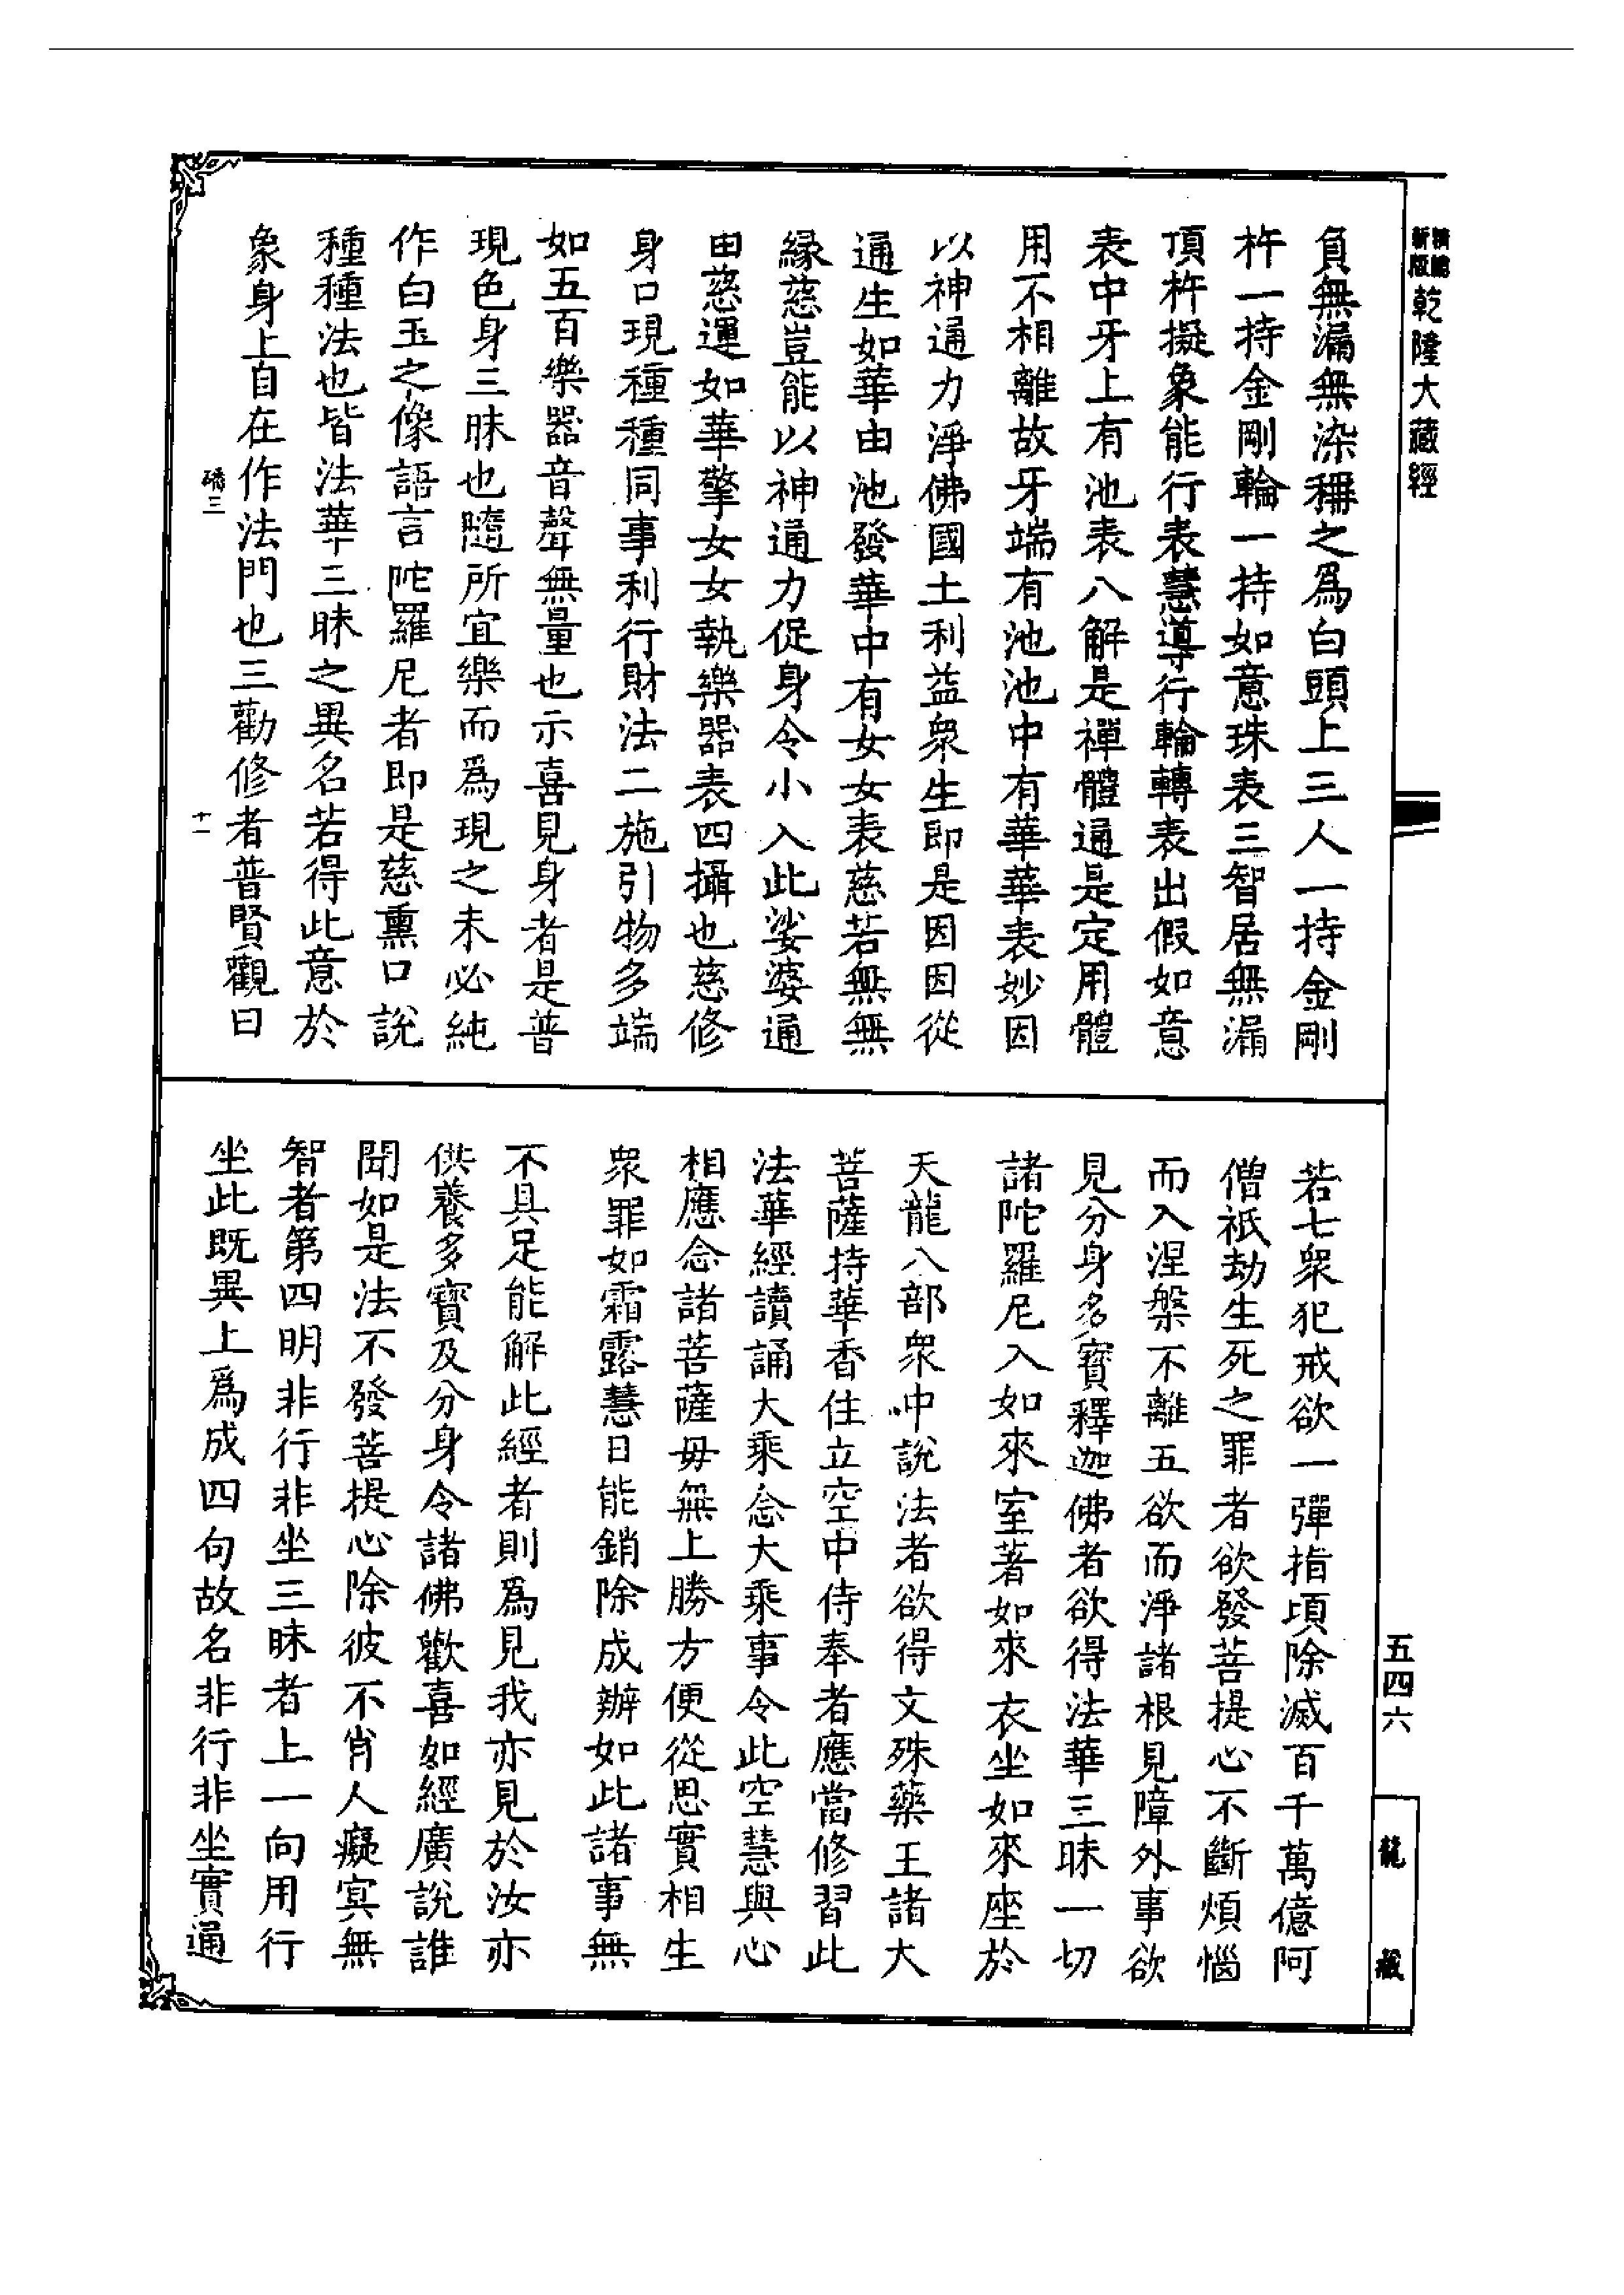 新版
精縮
乾隆大藏經
負無漏無染稱之爲白頭上三人一持金剛
杵一持金剛輪一持如意珠表三智居無漏
頂杵擬象能行表慧導行輪轉表出假如意
表中牙上有池表八解是禪體通是定用體
用不相離故牙端有池池中有華華表妙因
以神通力淨佛國土利益衆生即是因因從
通生如華由池發華中有女女表慈若無無
緣慈豈能以神通力促身令小入此娑婆通
由慈運如華擎女女執樂器表四攝也慈修
身口現種種同事利行財法二施引物多端
如五百樂器音聲無量也示喜見身者是普
現色身三昧也隨所宜樂而爲現之未必純
作白玉之像語言陀羅尼者即是慈熏口說
種種法也皆法華三昧之異名若得此意於
象身上自在作法門也三勸修者普賢觀曰
磻三
十一
若七衆犯戒欲一彈指頃除滅百千萬億阿
僧祇劫生死之罪者欲發菩提心不斷煩惱
而入涅槃不離五欲而淨諸根見障外事欲
見分身多寶釋迦佛者欲得法華三昧一切
諸陀羅尼入如來室著如來衣坐如來座於
天龍八部衆中說法者欲得文殊藥王諸大
菩薩持華香住立空中侍奉者應當修習此
法華經讀誦大乘念大乘事令此空慧與心
相應念諸菩薩毋無上勝方便從思實相生
衆罪如霜露慧日能銷除成辦如此諸事無
不具足能解此經者則爲見我亦見於汝亦
供養多寶及分身令諸佛歡喜如經廣說誰
聞如是法不發菩提心除彼不肖人癡冥無
智者第四明非行非坐三昧者上一向用行
坐此既異上爲成四句故名非行非坐實通
五四六
龍藏